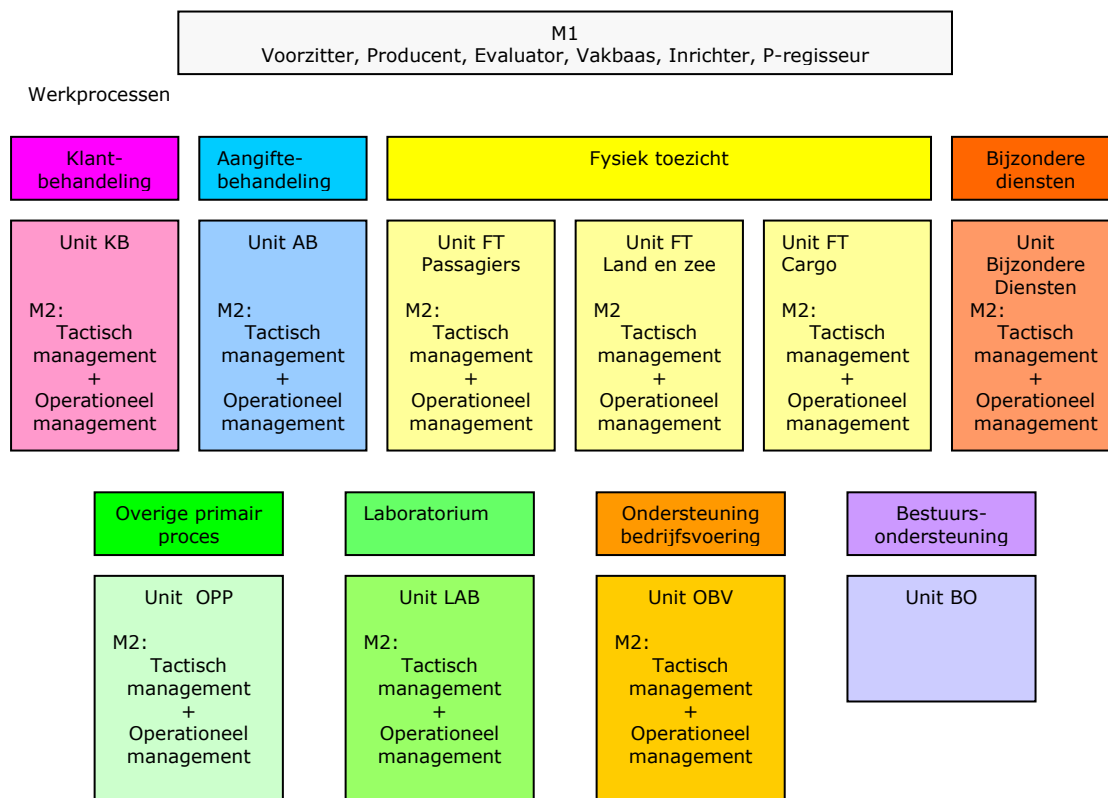 M1
Voorzitter, Producent, Evaluator, Vakbaas, Inrichter, P-regisseur
Werkprocessen
Klant-
behandeling
Aangifte-
behandeling
Fysiek toezicht
Bijzondere
diensten
Unit KB
M2:
Tactisch
management
+
Operationeel
management
Unit AB
M2:
Tactisch
management
+
Operationeel
management
Unit FT
Passagiers
M2:
Tactisch
management
+
Operationeel
management
Unit FT
Land en zee
M2
Tactisch
management
+
Operationeel
management
Unit FT
Cargo
M2:
Tactisch
management
+
Operationeel
management
Unit
Bijzondere
Diensten
M2:
Tactisch
management
+
Operationeel
management
Overige primair
proces
Laboratorium
Ondersteuning
bedrijfsvoering
Bestuurs-
ondersteuning
Unit OPP
M2:
Tactisch
management
+
Operationeel
management
Unit LAB
M2:
Tactisch
management
+
Operationeel
management
Unit OBV
M2:
Tactisch
management
+
Operationeel
management
Unit BO